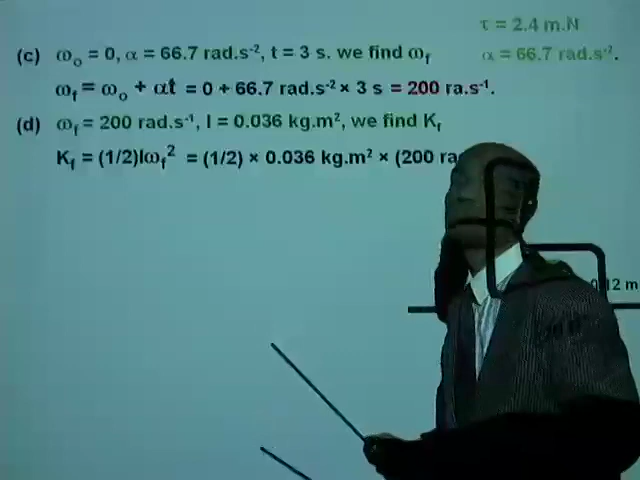 τ = 2.4 m.N
(c) ω₀ = 0, α = 66.7 rad.s⁻², t = 3 s. we find ω_f
α = 66.7 rad.s⁻².
ω_f = ω₀ + αt = 0 + 66.7 rad.s⁻² × 3 s = 200 ra.s⁻¹.
(d) ω_f = 200 rad.s⁻¹, I = 0.036 kg.m², we find K_f
K_f = (1/2)Iω_f² = (1/2) × 0.036 kg.m² × (200 ra
0.12 m